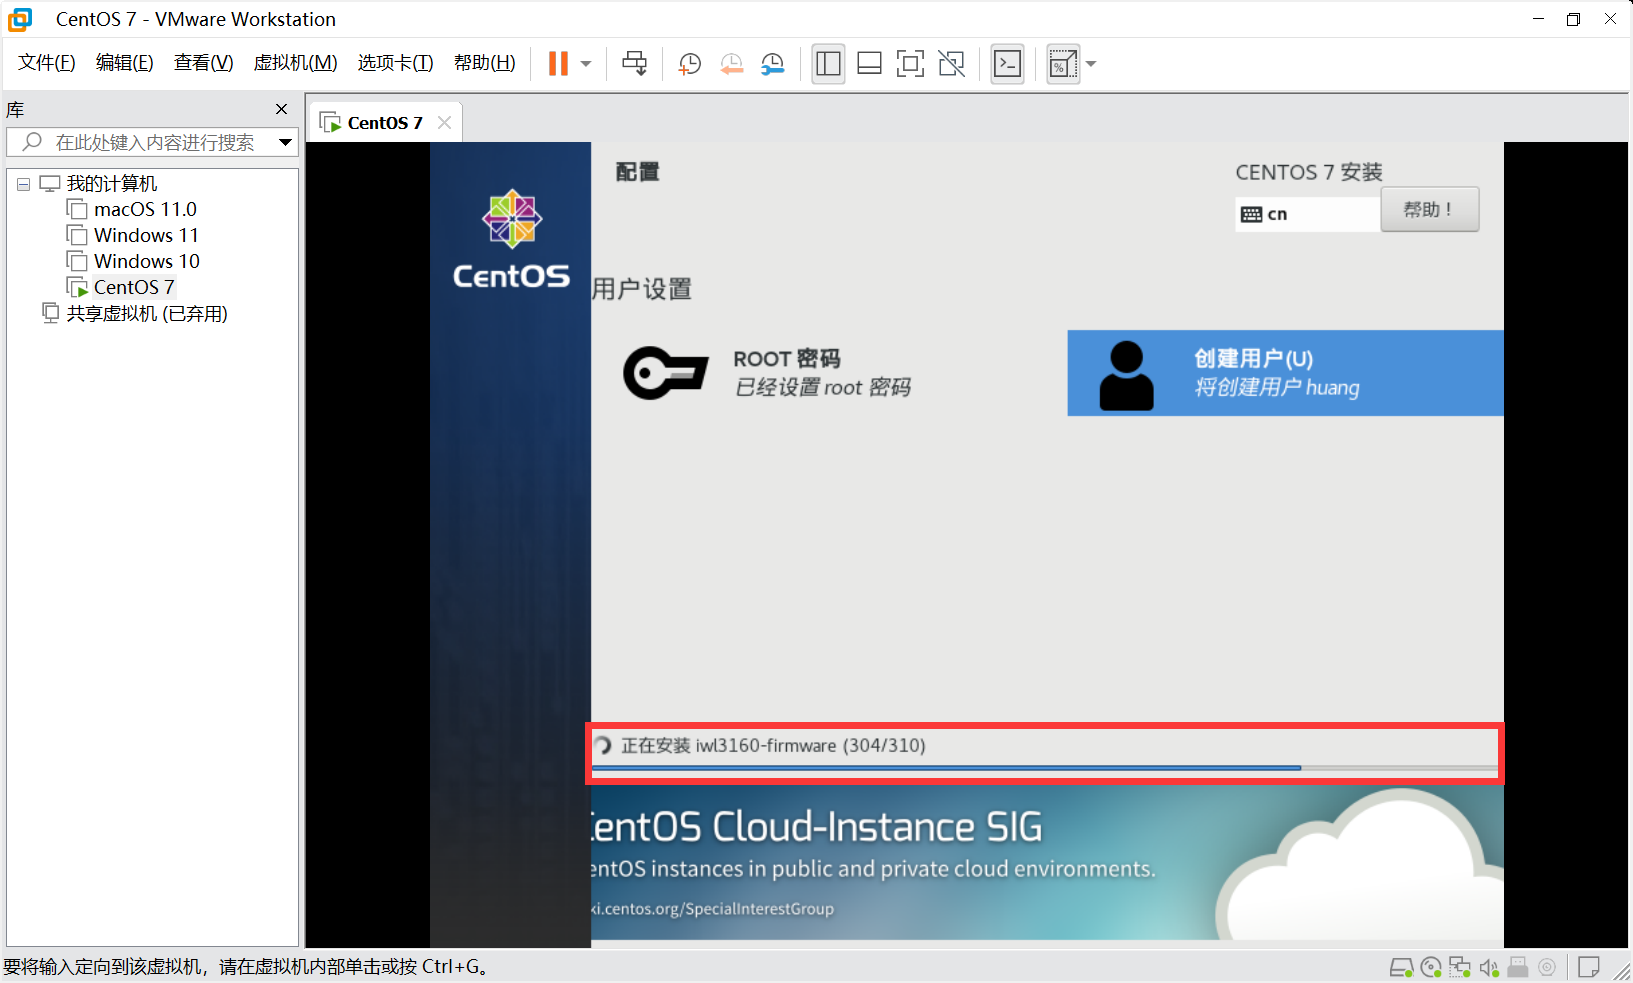 CentOS 7 - VMware Workstation
文件(F) 编辑(E) 查看(V) 虚拟机(M) 选项卡(T) 帮助(H)
库
在此处键入内容进行搜索
我的计算机
macOS 11.0
Windows 11
Windows 10
CentOS 7
共享虚拟机 (已弃用)
CentOS 7
CentOS
配置
CENTOS 7 安装
cn
帮助！
用户设置
ROOT 密码
已经设置 root 密码
创建用户(U)
将创建用户 huang
正在安装 iwl3160-firmware (304/310)
entOS Cloud-Instance SIG
entOS instances in public and private cloud environments.
ki.centos.org/SpecialInterestGroup
要将输入定向到该虚拟机，请在虚拟机内部单击或按 Ctrl+G。